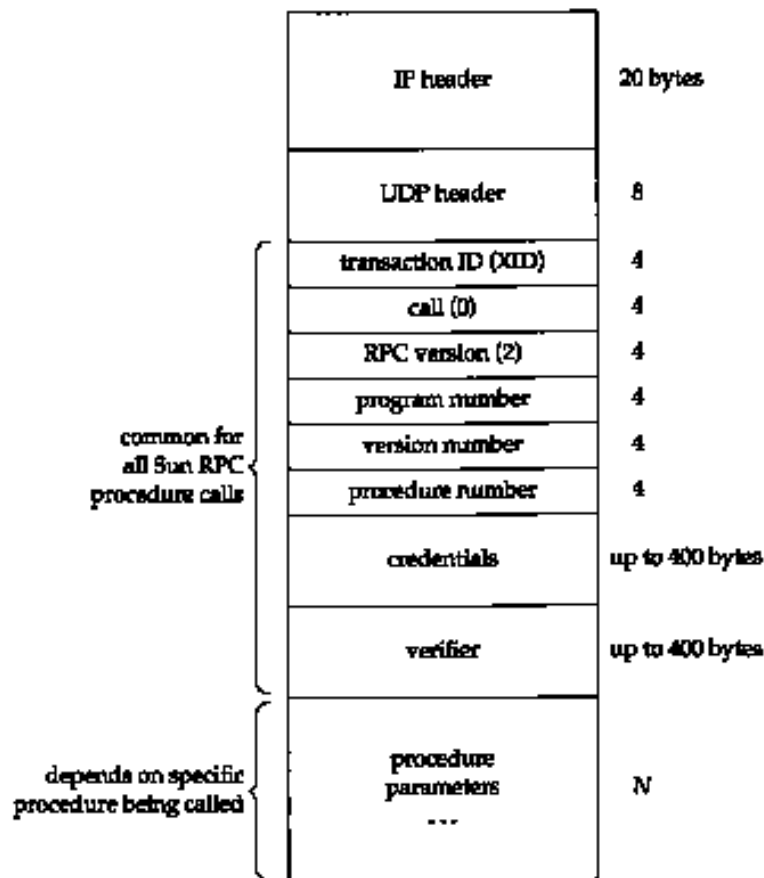 IP header 20 bytes
UDP header 8
transaction ID (XID) 4
call (0) 4
RPC version (2) 4
program number 4
version number 4
procedure number 4
common for
all Sun RPC
procedure calls
credentials up to 400 bytes
verifier up to 400 bytes
depends on specific
procedure being called
procedure
parameters
...
N